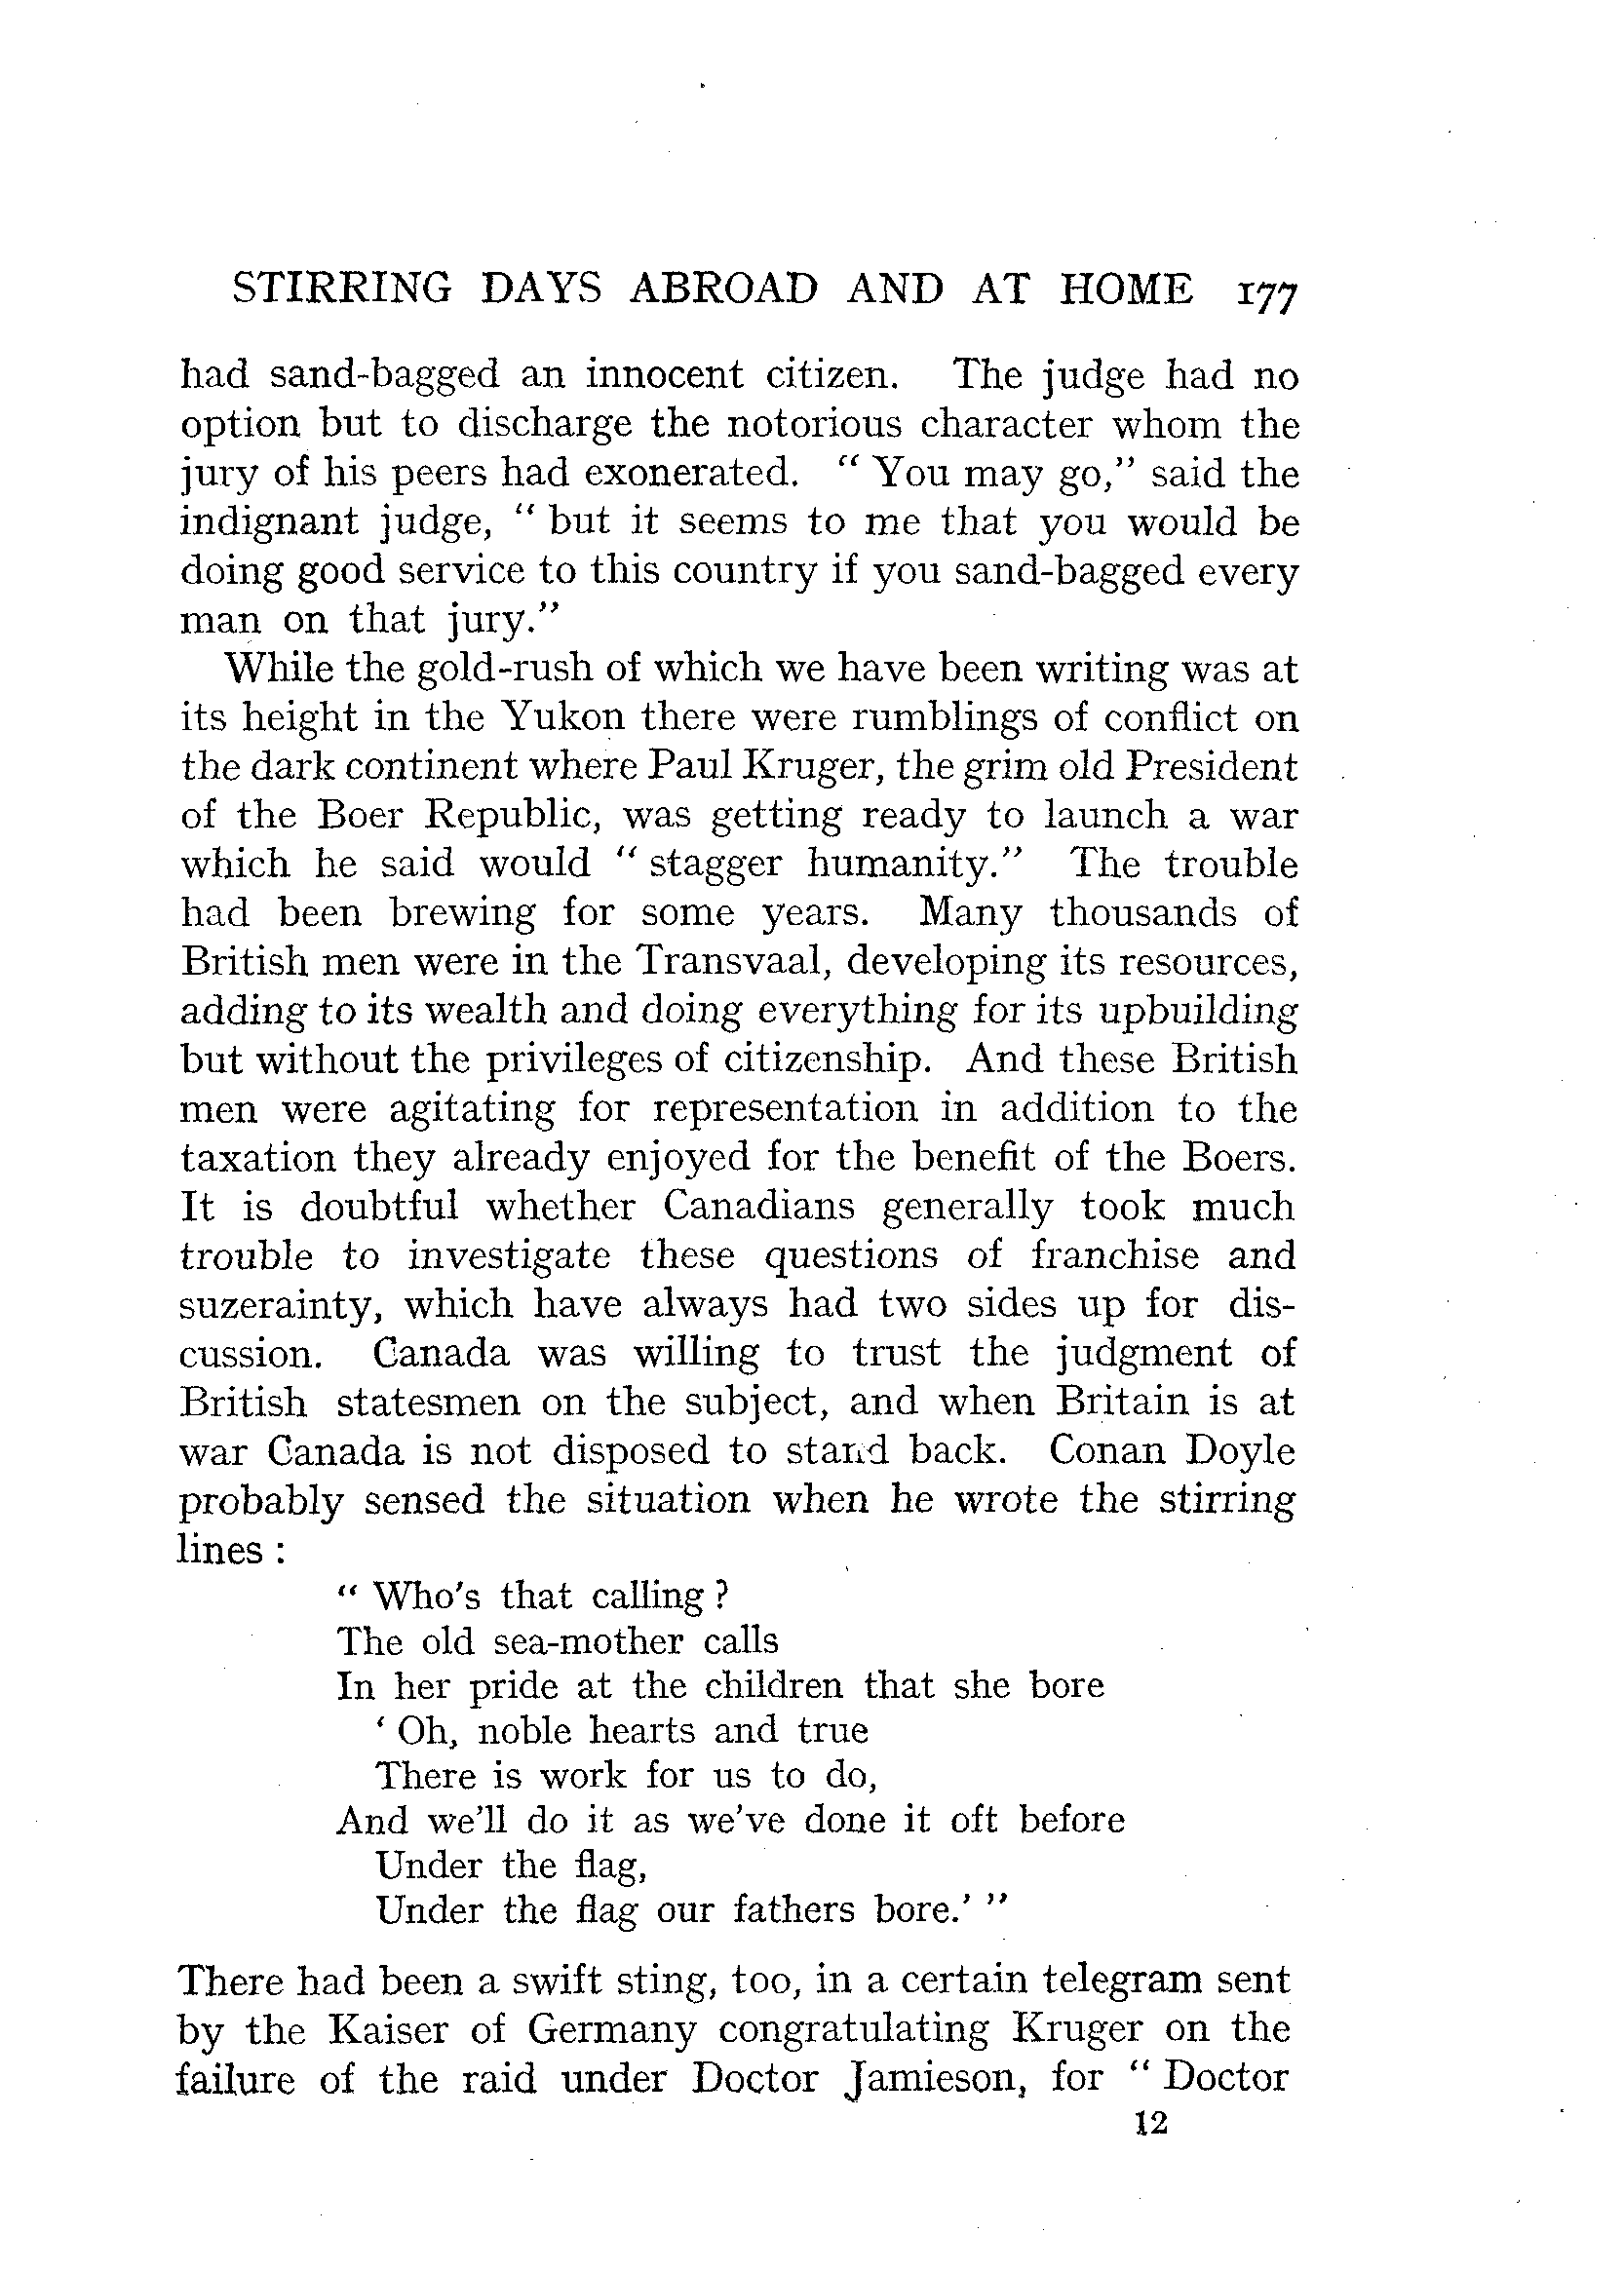 STIRRING DAYS ABROAD AND AT HOME 177
had sand-bagged an innocent citizen. The judge had no
option but to discharge the notorious character whom the
jury of his peers had exonerated. " You may go," said the
indignant judge, " but it seems to me that you would be
doing good service to this country if you sand-bagged every
man on that jury."
While the gold-rush of which we have been writing was at
its height in the Yukon there were rumblings of conflict on
the dark continent where Paul Kruger, the grim old President
of the Boer Republic, was getting ready to launch a war
which he said would " stagger humanity." The trouble
had been brewing for some years. Many thousands of
British men were in the Transvaal, developing its resources,
adding to its wealth and doing everything for its upbuilding
but without the privileges of citizenship. And these British
men were agitating for representation in addition to the
taxation they already enjoyed for the benefit of the Boers.
It is doubtful whether Canadians generally took much
trouble to investigate these questions of franchise and
suzerainty, which have always had two sides up for dis-
cussion. Canada was willing to trust the judgment of
British statesmen on the subject, and when Britain is at
war Canada is not disposed to stand back. Conan Doyle
probably sensed the situation when he wrote the stirring
lines :
" Who's that calling ?
The old sea-mother calls
In her pride at the children that she bore
' Oh, noble hearts and true
There is work for us to do,
And we'll do it as we've done it oft before
Under the flag,
Under the flag our fathers bore.' "
There had been a swift sting, too, in a certain telegram sent
by the Kaiser of Germany congratulating Kruger on the
failure of the raid under Doctor Jamieson, for " Doctor
12